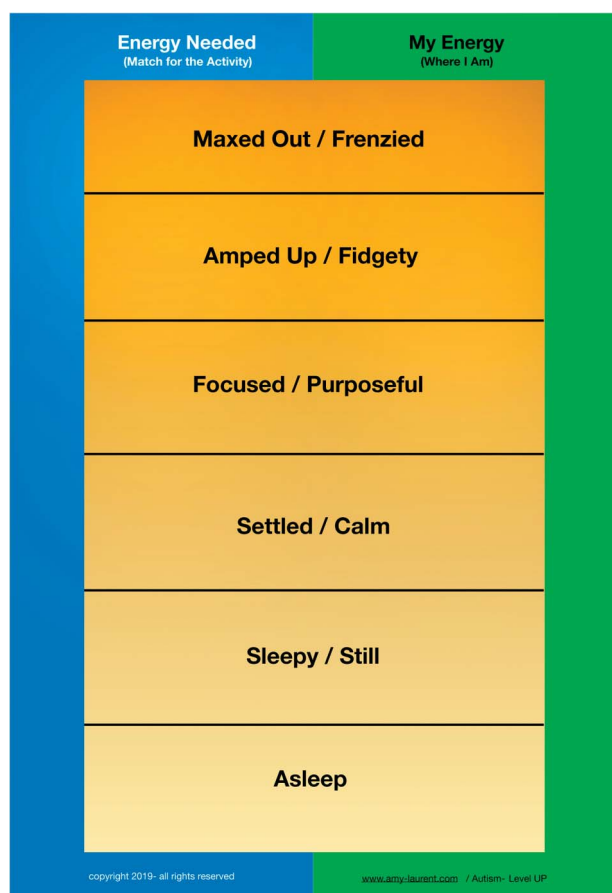 Energy Needed
(Match for the Activity)
My Energy
(Where I Am)
Maxed Out / Frenzied
Amped Up / Fidgety
Focused / Purposeful
Settled / Calm
Sleepy / Still
Asleep
copyright 2019- all rights reserved
www.amy-laurent.com / Autism- Level UP